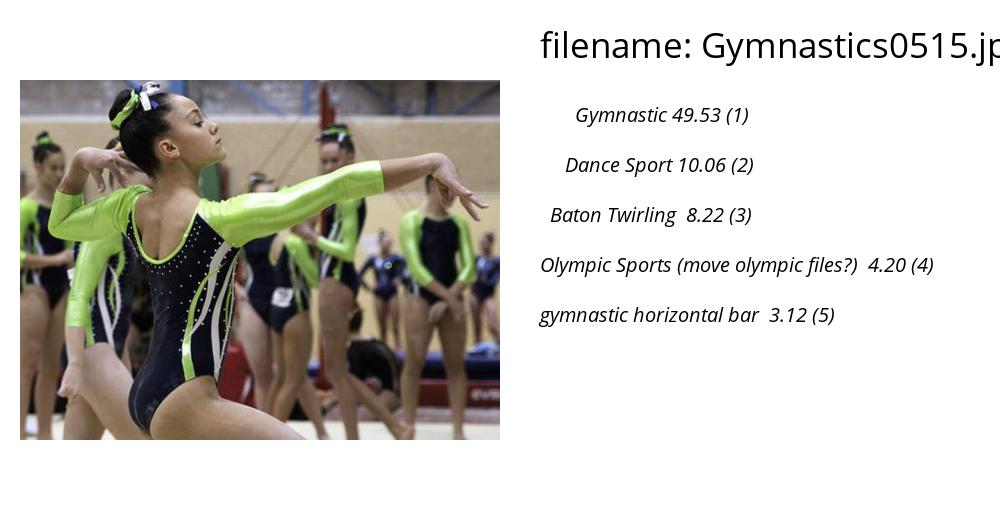 filename: Gymnastics0515.jp
Gymnastic 49.53 (1)
Dance Sport 10.06 (2)
Baton Twirling  8.22 (3)
Olympic Sports (move olympic files?)  4.20 (4)
gymnastic horizontal bar  3.12 (5)